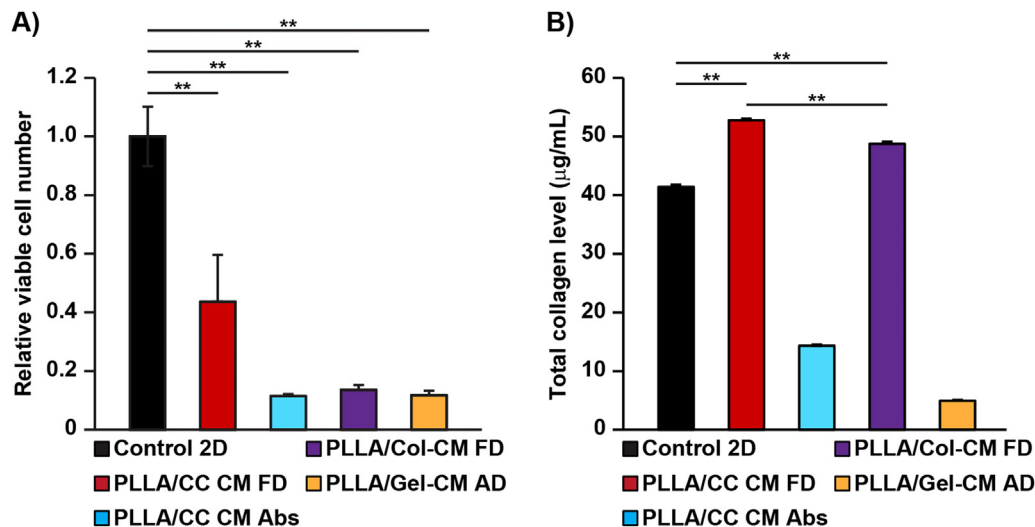 A)
**
**
**
**
1.2
1.0
0.8
0.6
0.4
0.2
0
Relative viable cell number
Control 2D
PLLA/Col-CM FD
PLLA/CC CM FD
PLLA/Gel-CM AD
PLLA/CC CM Abs
B)
**
**
**
60
50
40
30
20
10
0
Total collagen level (µg/mL)
Control 2D
PLLA/Col-CM FD
PLLA/CC CM FD
PLLA/Gel-CM AD
PLLA/CC CM Abs